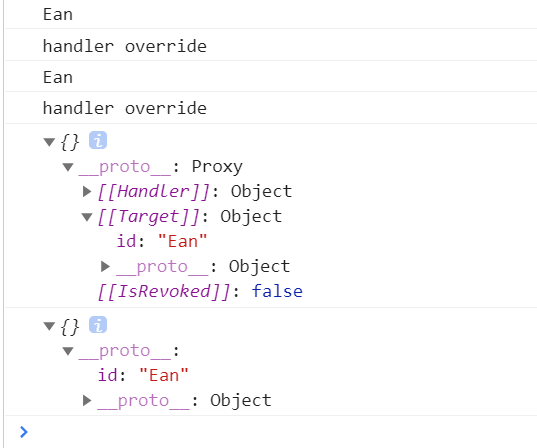 Ean
handler override
Ean
handler override
▼{} i
▼__proto__: Proxy
▶[[Handler]]: Object
▼[[Target]]: Object
id: "Ean"
▶__proto__: Object
[[IsRevoked]]: false
▼{} i
▼__proto__:
id: "Ean"
▶__proto__: Object
>